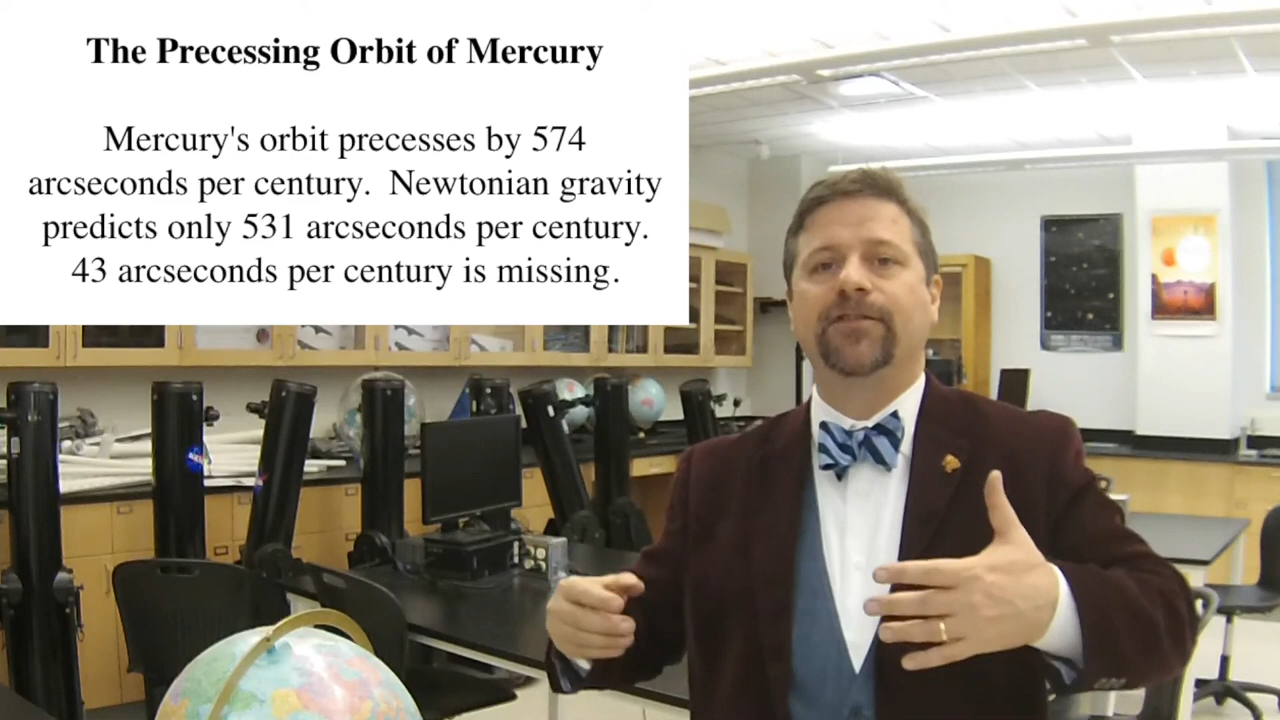 The Precessing Orbit of Mercury
Mercury's orbit precesses by 574
arcseconds per century.  Newtonian gravity
predicts only 531 arcseconds per century.
43 arcseconds per century is missing.